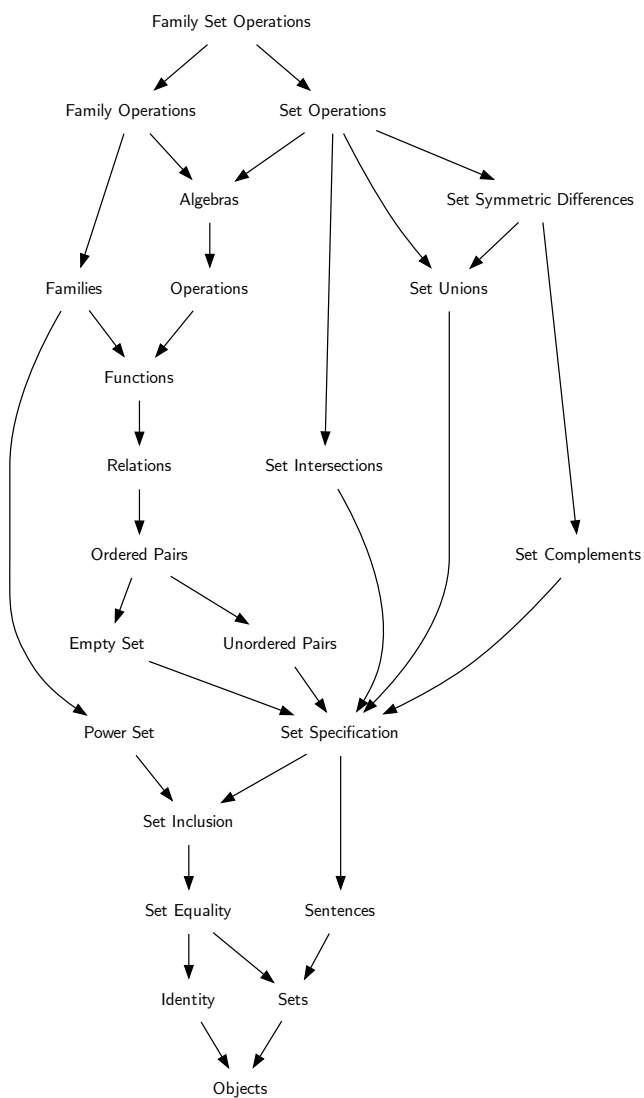 Family Set Operations
Family Operations
Set Operations
Algebras
Set Symmetric Differences
Families
Operations
Set Unions
Functions
Relations
Set Intersections
Ordered Pairs
Set Complements
Empty Set
Unordered Pairs
Power Set
Set Specification
Set Inclusion
Set Equality
Sentences
Identity
Sets
Objects